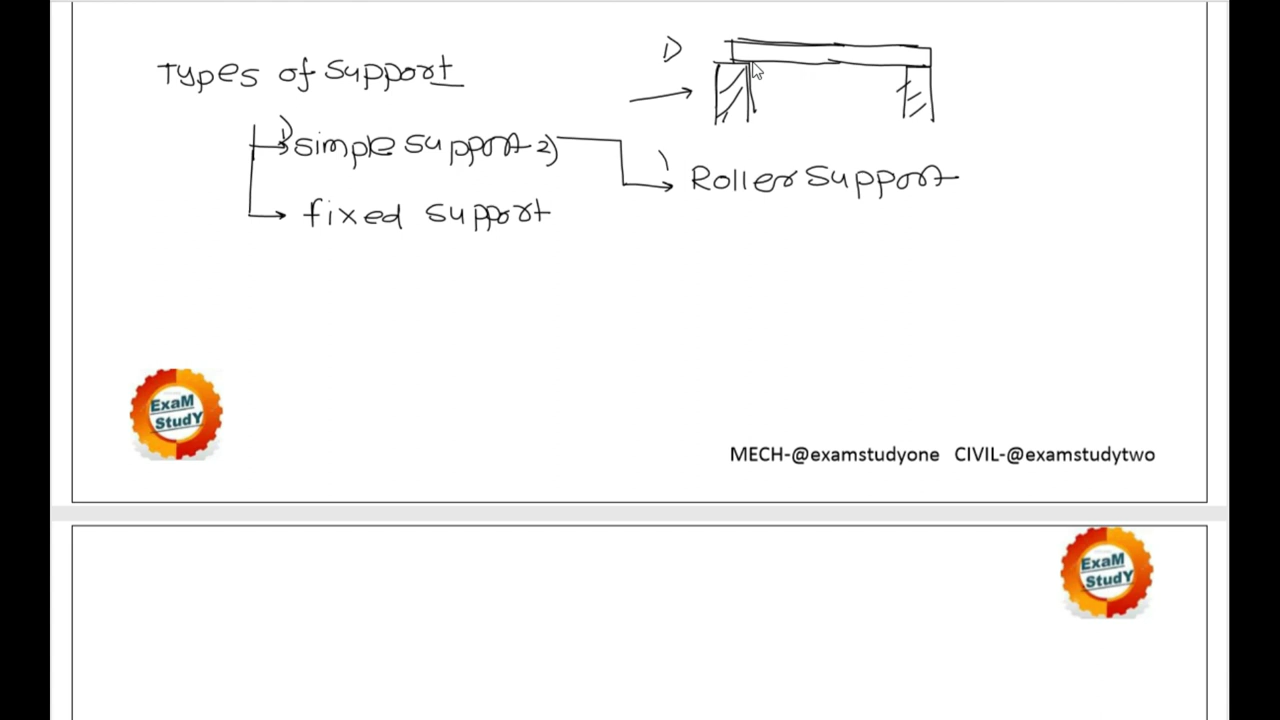 Types of Support
1)
1) simple support 2)
1) Roller Support
fixed support
ExaM
StudY
MECH-@examstudyone CIVIL-@examstudytwo
ExaM
StudY